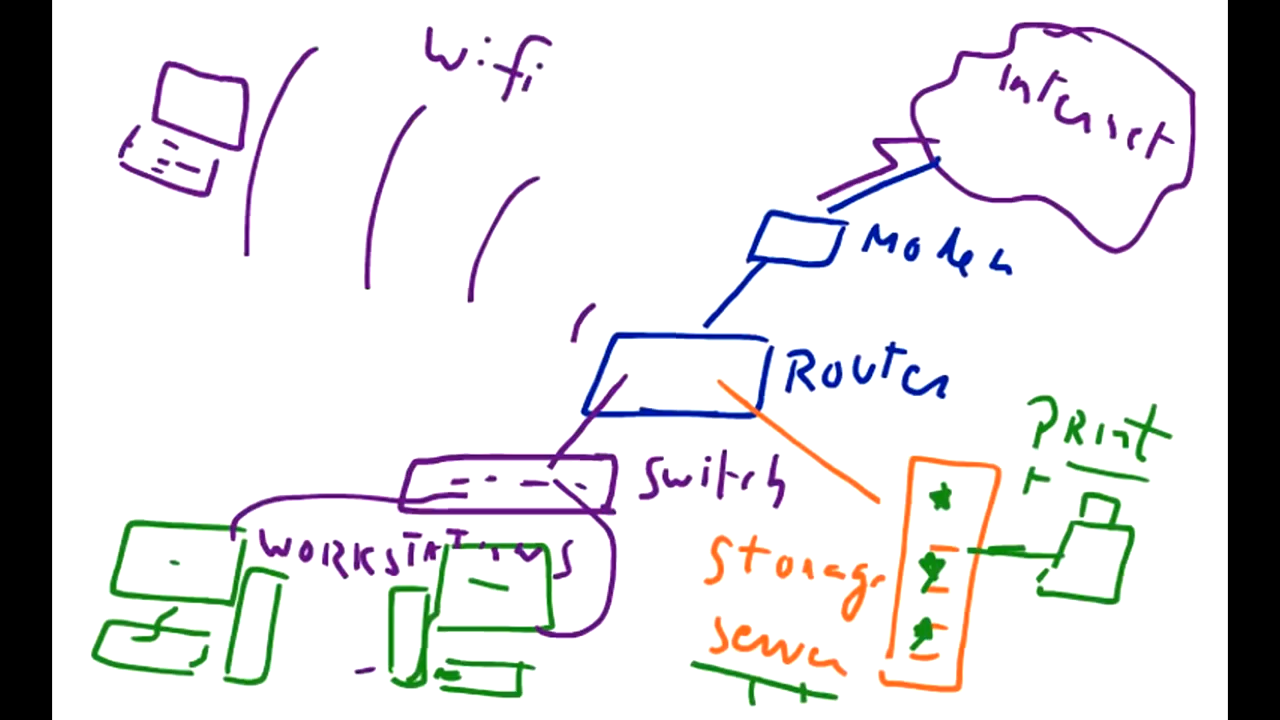 Wifi
Internet
Modem
Router
PRint
Switch
WORKSTATIONS
Storage
Server